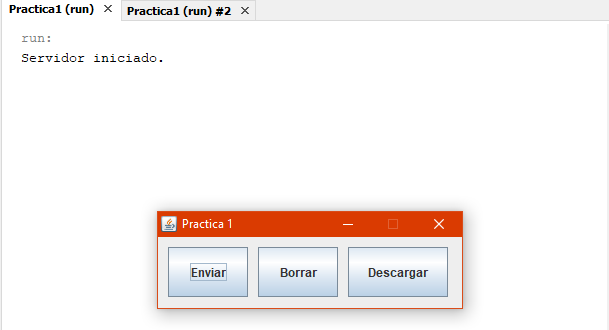 Practica1 (run) × Practica1 (run) #2 ×
run:
Servidor iniciado.
Practica 1
Enviar Borrar Descargar